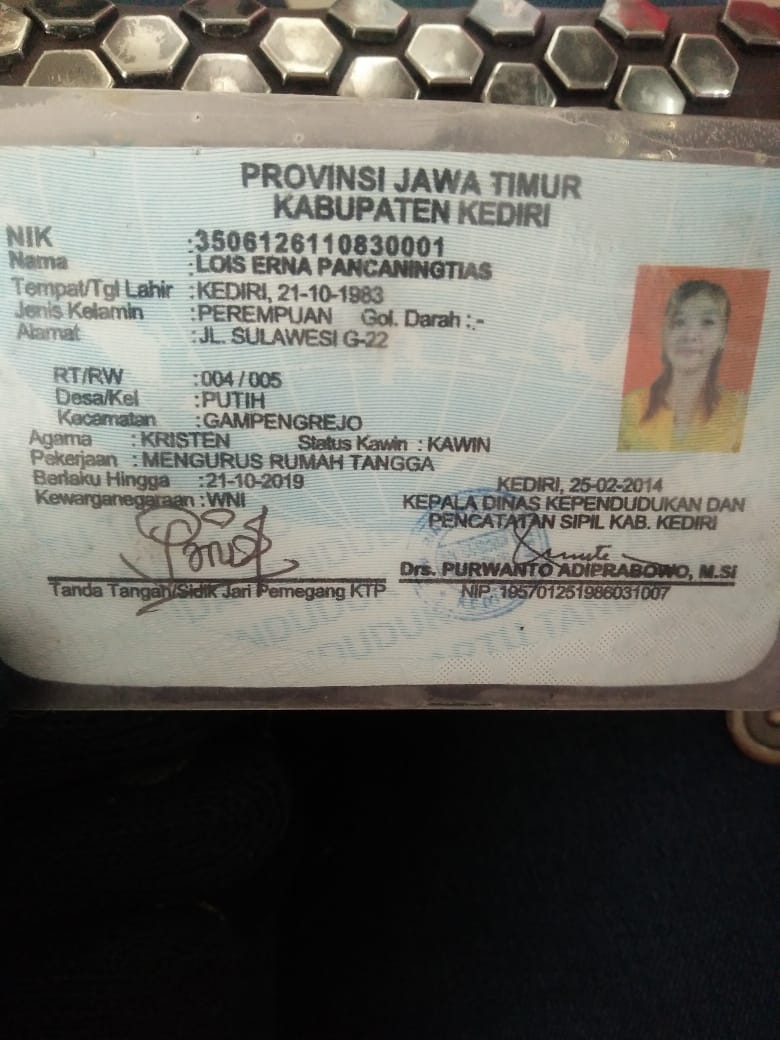 PROVINSI JAWA TIMUR
KABUPATEN KEDIRI
NIK :3506126110830001
Nama :LOIS ERNA PANCANINGTIAS
Tempat/Tgl Lahir :KEDIRI, 21-10-1983
Jenis Kelamin :PEREMPUAN Gol. Darah :-
Alamat :JL. SULAWESI G-22
RT/RW :004 / 005
Desa/Kel :PUTIH
Kecamatan :GAMPENGREJO
Agama : KRISTEN Status Kawin : KAWIN
Pekerjaan : MENGURUS RUMAH TANGGA
Berlaku Hingga :21-10-2019
Kewarganegaraan : WNI
KEDIRI, 25-02-2014
KEPALA DINAS KEPENDUDUKAN DAN
PENCATATAN SIPIL KAB. KEDIRI
Drs. PURWANTO ADIPRABOWO, M.Si
NIP. 195701251986031007
Tanda Tangan/Sidik Jari Pemegang KTP